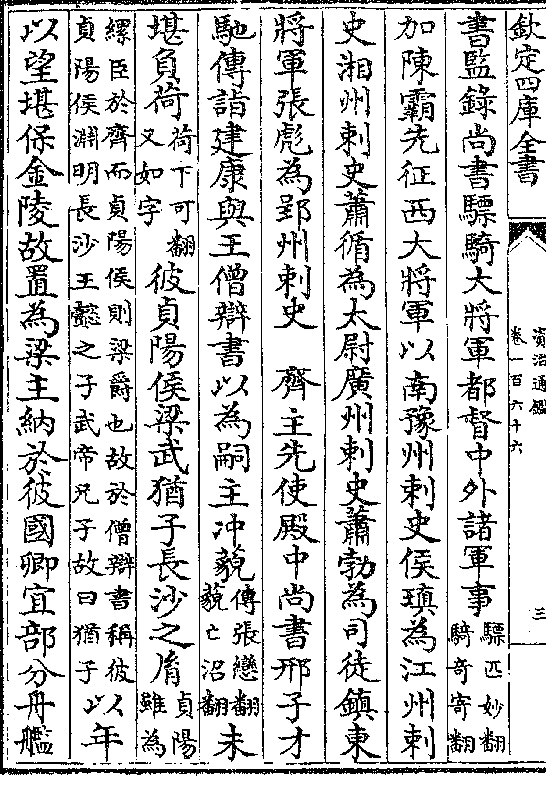 欽定四庫全書
資治通鑑
卷一百六十六
三
書監錄尚書驃騎大將軍都督中外諸軍事驃匹妙翻騎奇寄翻
加陳霸先征西大將軍以南豫州刺史侯瑱為江州刺
史湘州刺史蕭循為太尉廣州刺史蕭勃為司徒鎮東
將軍張彪為郢州刺史　齊主先使殿中尚書邢子才
馳傳詣建康與王僧辯書以為嗣主冲藐傳張戀翻藐亡沼翻未
堪負荷荷下可翻又如字彼貞陽侯梁武猶子長沙之胤貞陽雖為
縲臣於齊而貞陽侯則梁爵也故於僧辯書稱彼貞陽侯淵明長沙王懿之子武帝兄子故曰猶子以年
以望堪保金陵故置為梁主納於彼國卿宜部分舟艦